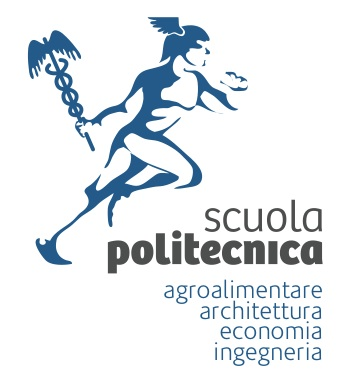 scuola
politecnica
agroalimentare
architettura
economia
ingegneria